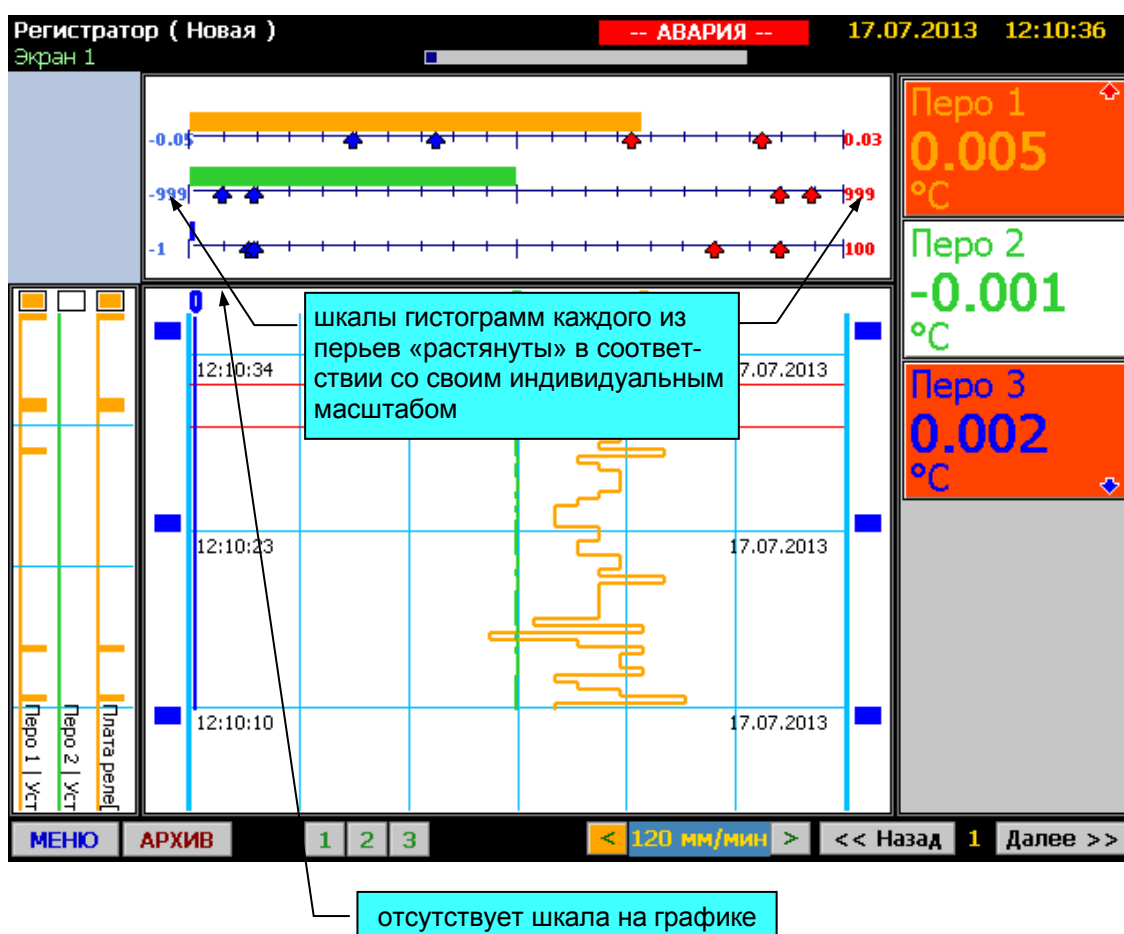 Регистратор ( Новая )
-- АВАРИЯ --
17.07.2013 12:10:36
Экран 1
-0.05
0.03
-999
999
-1
100
Перо 1
0.005
°C
Перо 2
-0.001
°C
Перо 3
0.002
°C
шкалы гистограмм каждого из
перьев «растянуты» в соответ-
ствии со своим индивидуальным
масштабом
12:10:34
7.07.2013
12:10:23
17.07.2013
12:10:10
17.07.2013
Перо 1 | Уст
Перо 2 | Уст
Плата реле[
МЕНЮ
АРХИВ
1 2 3
< 120 мм/мин >
<< Назад 1 Далее >>
отсутствует шкала на графике